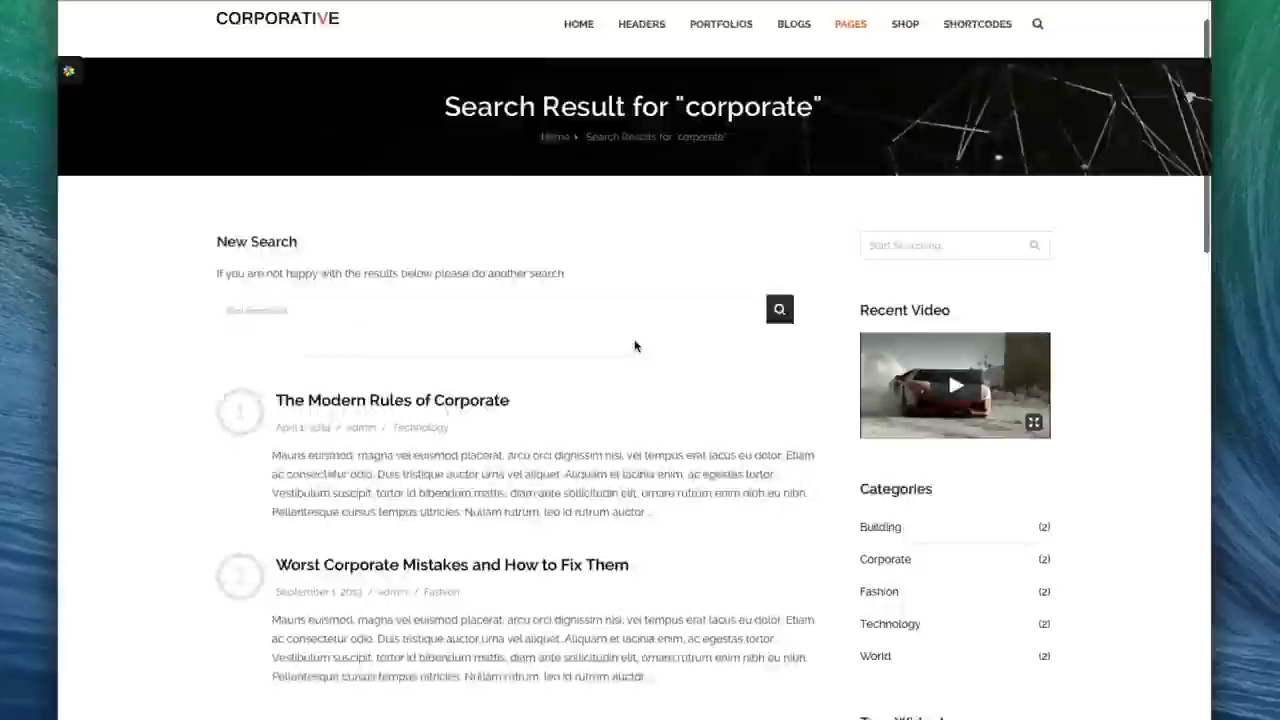 CORPORATIVE
HOME HEADERS PORTFOLIOS BLOGS PAGES SHOP SHORTCODES
Search Result for "corporate"
Home › Search Results for "corporate"
New Search
If you are not happy with the results below please do another search
Start Searching...
Recent Video
1
The Modern Rules of Corporate
April 1, 2014 / admin / Technology
Mauris euismod, magna vel euismod placerat, arcu orci dignissim nisi, vel tempus erat lacus eu dolor. Etiam
ac consectetur odio. Duis tristique auctor urna vel aliquet. Aliquam et lacinia enim, ac egestas tortor.
Vestibulum suscipit, tortor id bibendum mattis, diam ante sollicitudin elit, ornare rutrum enim nibh eu nibh.
Pellentesque cursus tempus ultricies. Nullam rutrum, leo id rutrum auctor ...
2
Worst Corporate Mistakes and How to Fix Them
September 1, 2013 / admin / Fashion
Mauris euismod, magna vel euismod placerat, arcu orci dignissim nisi, vel tempus erat lacus eu dolor. Etiam
ac consectetur odio. Duis tristique auctor urna vel aliquet. Aliquam et lacinia enim, ac egestas tortor.
Vestibulum suscipit, tortor id bibendum mattis, diam ante sollicitudin elit, ornare rutrum enim nibh eu nibh.
Pellentesque cursus tempus ultricies. Nullam rutrum, leo id rutrum auctor ...
Categories
Building (2)
Corporate (2)
Fashion (2)
Technology (2)
World (2)